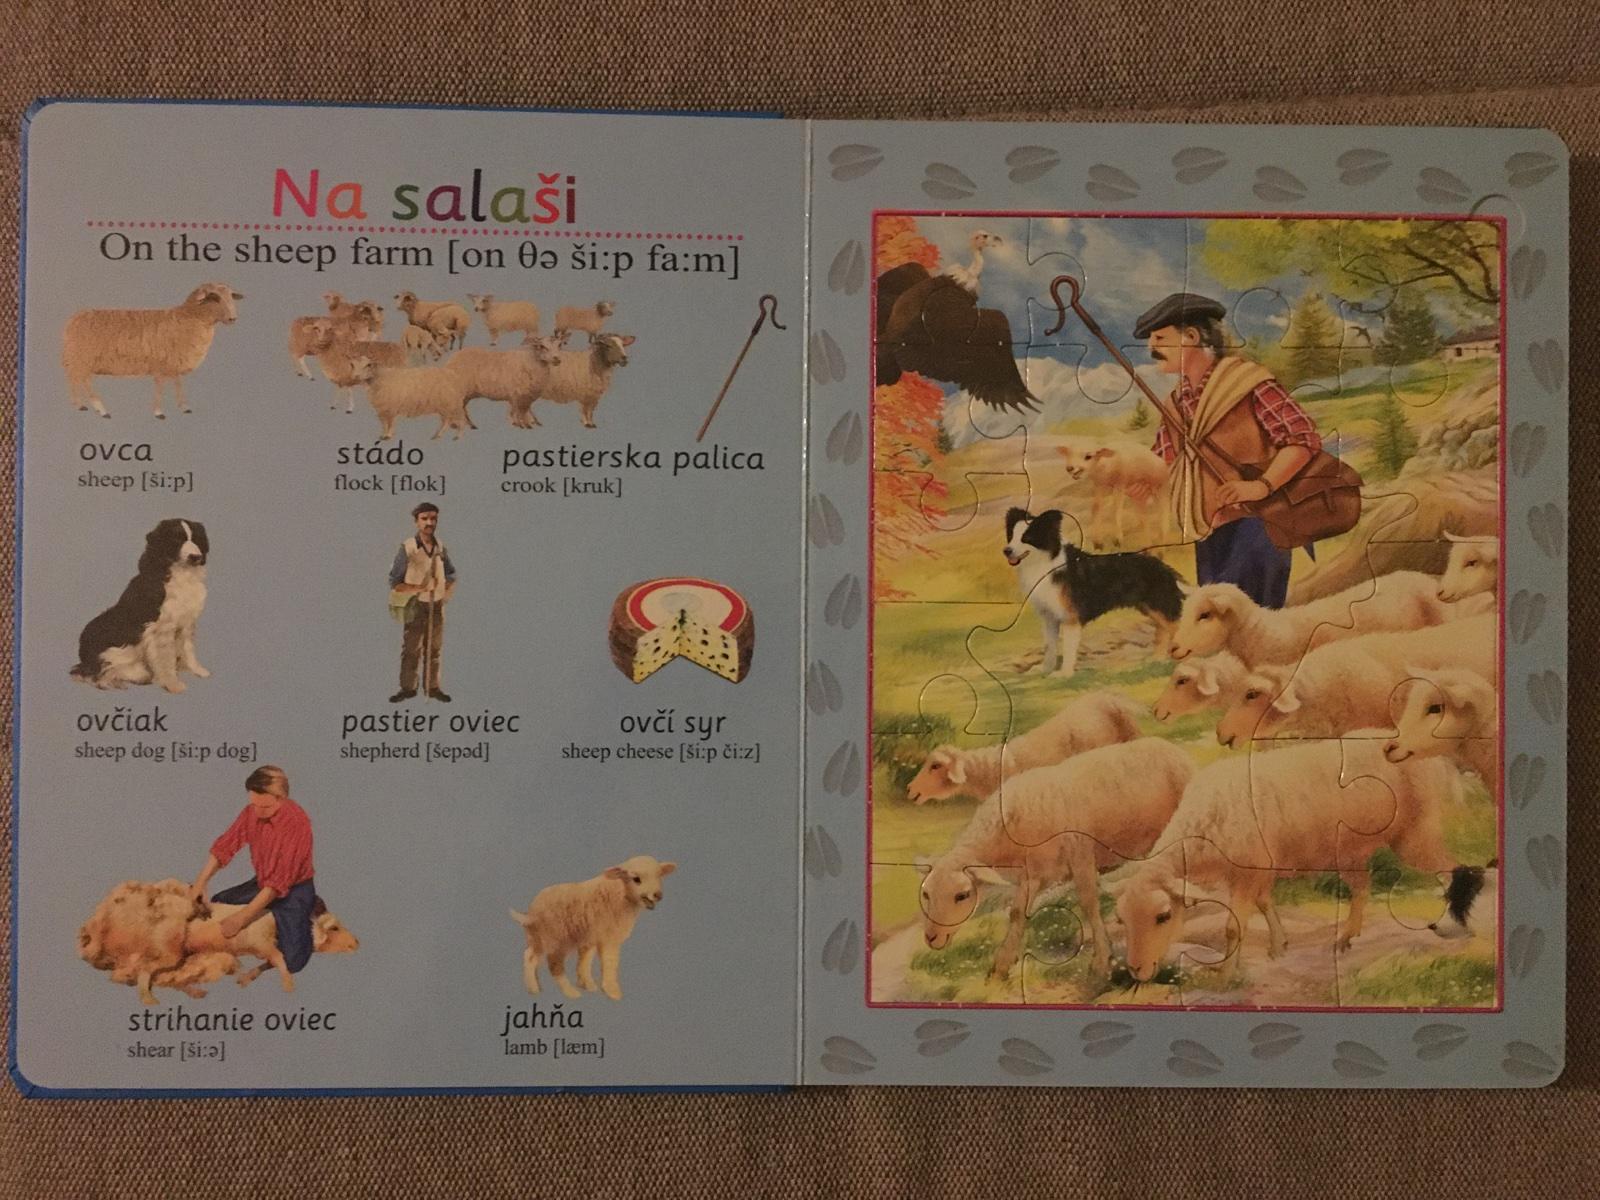 Na salaši
On the sheep farm [on θə ši:p fa:m]
ovca
sheep [ši:p]
stádo
flock [flok]
pastierska palica
crook [kruk]
ovčiak
sheep dog [ši:p dog]
pastier oviec
shepherd [šepəd]
ovčí syr
sheep cheese [ši:p či:z]
strihanie oviec
shear [ši:ə]
jahňa
lamb [læm]